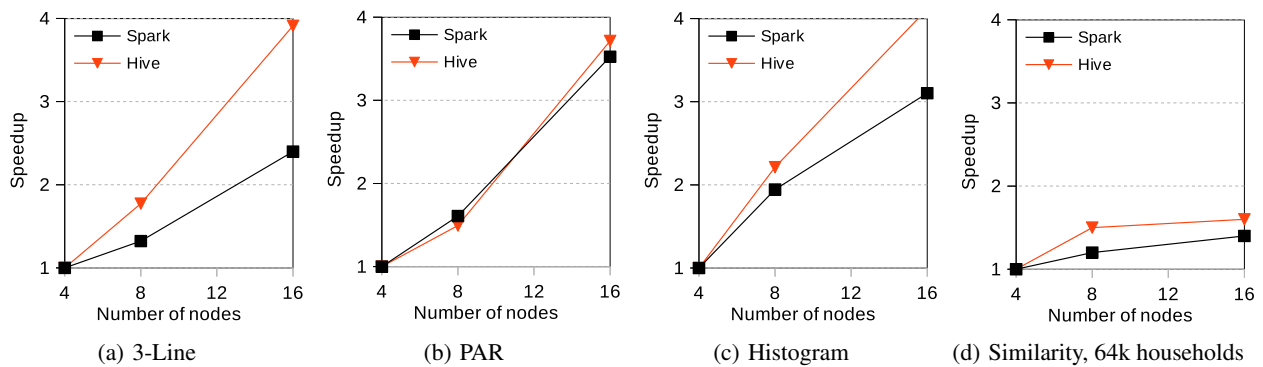 4
3
2
1
Speedup
Spark
Hive
4 8 12 16
Number of nodes
(a) 3-Line
4
3
2
1
Speedup
Spark
Hive
4 8 12 16
Number of nodes
(b) PAR
4
3
2
1
Speedup
Spark
Hive
4 8 12 16
Number of nodes
(c) Histogram
4
3
2
1
Speedup
Spark
Hive
4 8 12 16
Number of nodes
(d) Similarity, 64k households